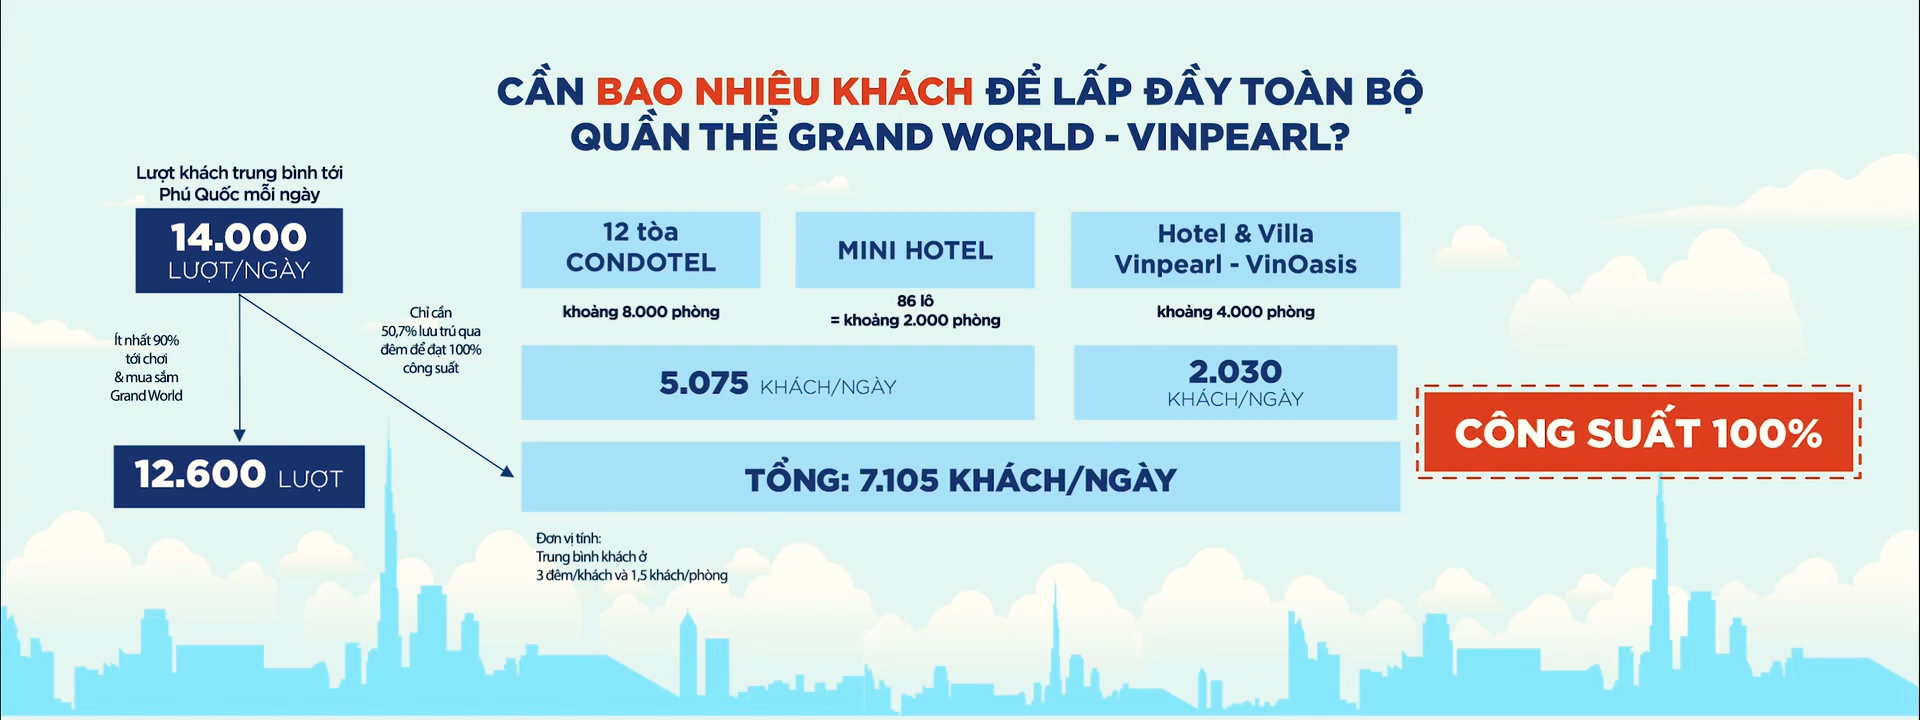 CẦN BAO NHIÊU KHÁCH ĐỂ LẤP ĐẦY TOÀN BỘ
QUẦN THỂ GRAND WORLD - VINPEARL?
Lượt khách trung bình tới
Phú Quốc mỗi ngày
14.000
LƯỢT/NGÀY
Ít nhất 90%
tới chơi
& mua sắm
Grand World
12.600 LƯỢT
Chỉ cần
50,7% lưu trú qua
đêm để đạt 100%
công suất
12 tòa
CONDOTEL
khoảng 8.000 phòng
MINI HOTEL
86 lô
= khoảng 2.000 phòng
Hotel & Villa
Vinpearl - VinOasis
khoảng 4.000 phòng
5.075 KHÁCH/NGÀY
2.030
KHÁCH/NGÀY
TỔNG: 7.105 KHÁCH/NGÀY
CÔNG SUẤT 100%
Đơn vị tính:
Trung bình khách ở
3 đêm/khách và 1,5 khách/phòng